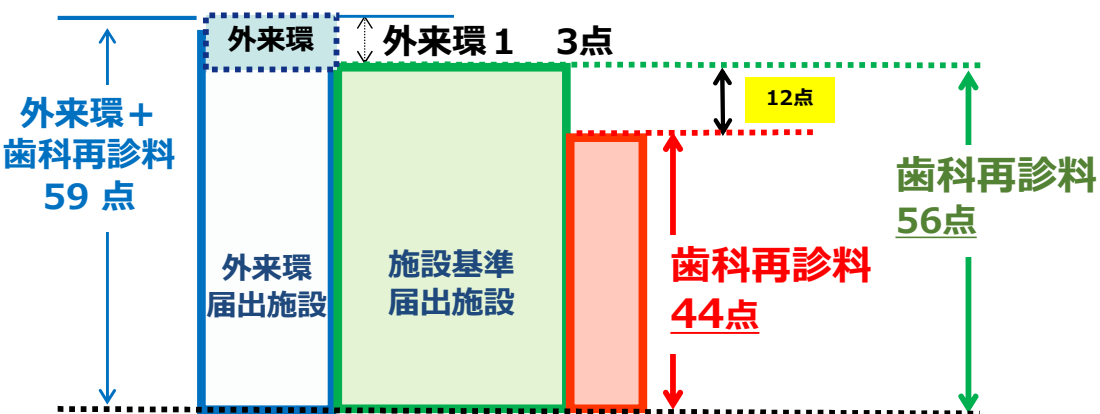 外来環
外来環１　3点
12点
外来環＋
歯科再診料
59 点
歯科再診料
56点
外来環
届出施設
施設基準
届出施設
歯科再診料
44点